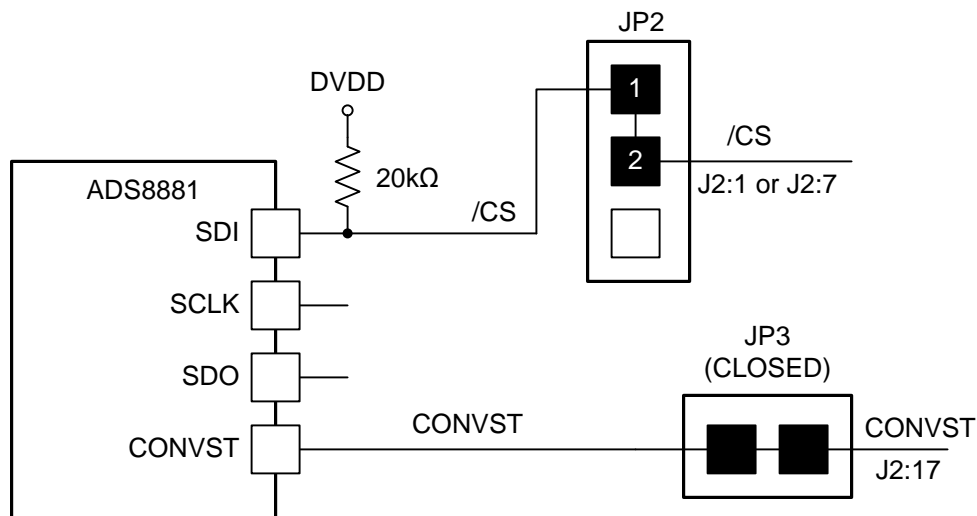 JP2
DVDD
1
20kΩ
2
/CS
J2:1 or J2:7
ADS8881
/CS
SDI
SCLK
SDO
JP3
(CLOSED)
CONVST
CONVST
CONVST
J2:17